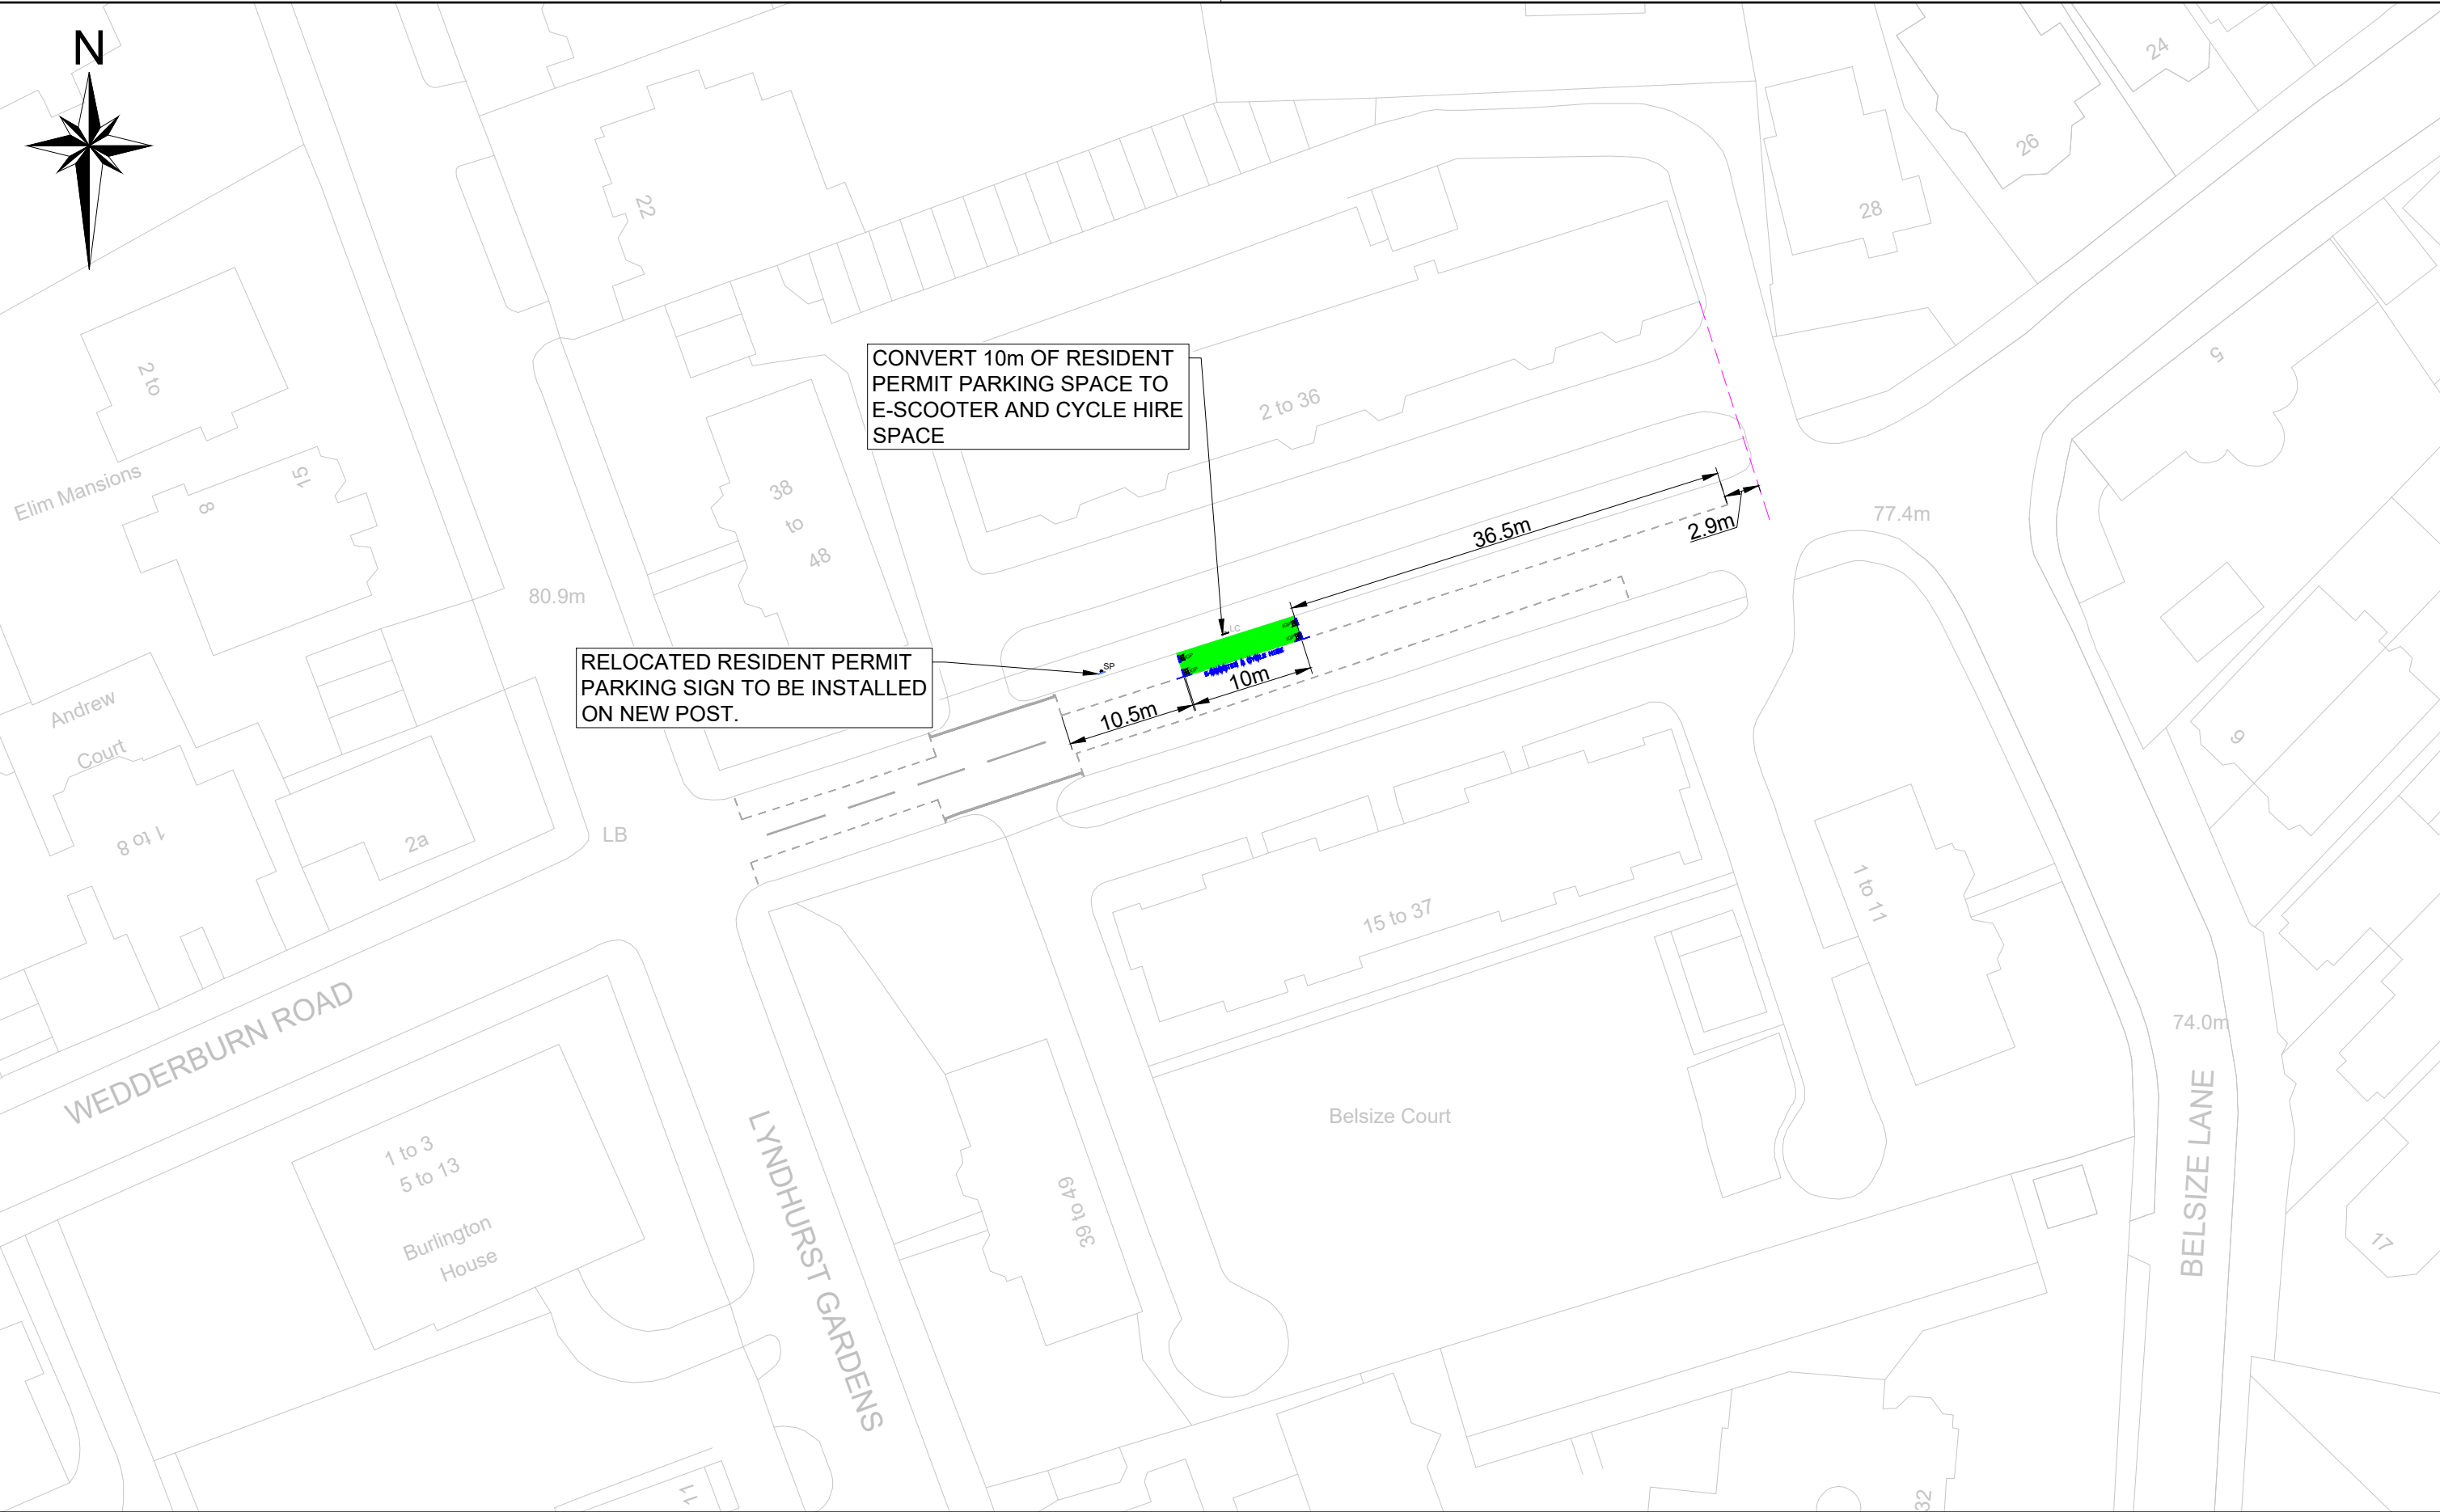 N
24
26
28
22
5
2 to
CONVERT 10m OF RESIDENT
PERMIT PARKING SPACE TO
E-SCOOTER AND CYCLE HIRE
SPACE
2 to 36
Elim Mansions
8
15
38
to
48
36.5m
2.9m
77.4m
80.9m
LC
SP
RELOCATED RESIDENT PERMIT
PARKING SIGN TO BE INSTALLED
ON NEW POST.
10m
10.5m
Andrew
Court
1 to 8
2a
LB
9
15 to 37
1 to 11
WEDDERBURN ROAD
74.0m
BELSIZE LANE
Belsize Court
1 to 3
5 to 13
Burlington
House
LYNDHURST GARDENS
39 to 49
17
11
32